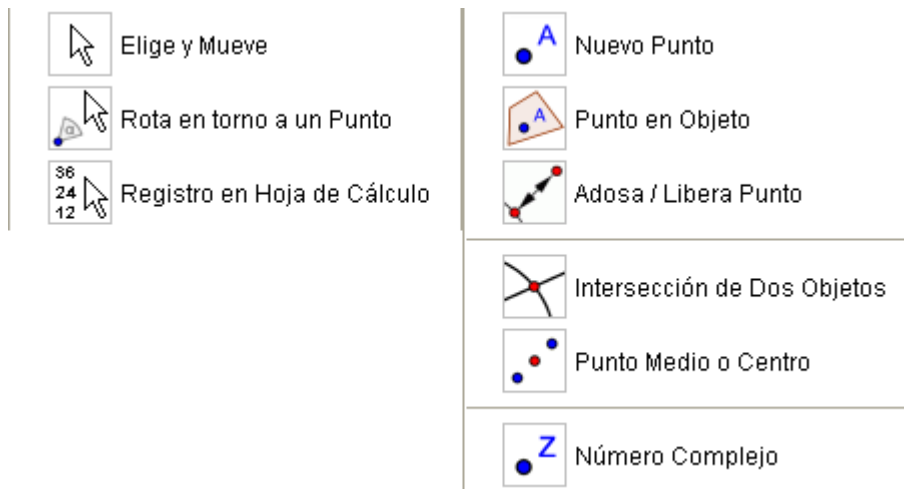 Elige y Mueve
α
Rota en torno a un Punto
36
24
12
Registro en Hoja de Cálculo
A
Nuevo Punto
A
Punto en Objeto
Adosa / Libera Punto
Intersección de Dos Objetos
Punto Medio o Centro
Z
Número Complejo